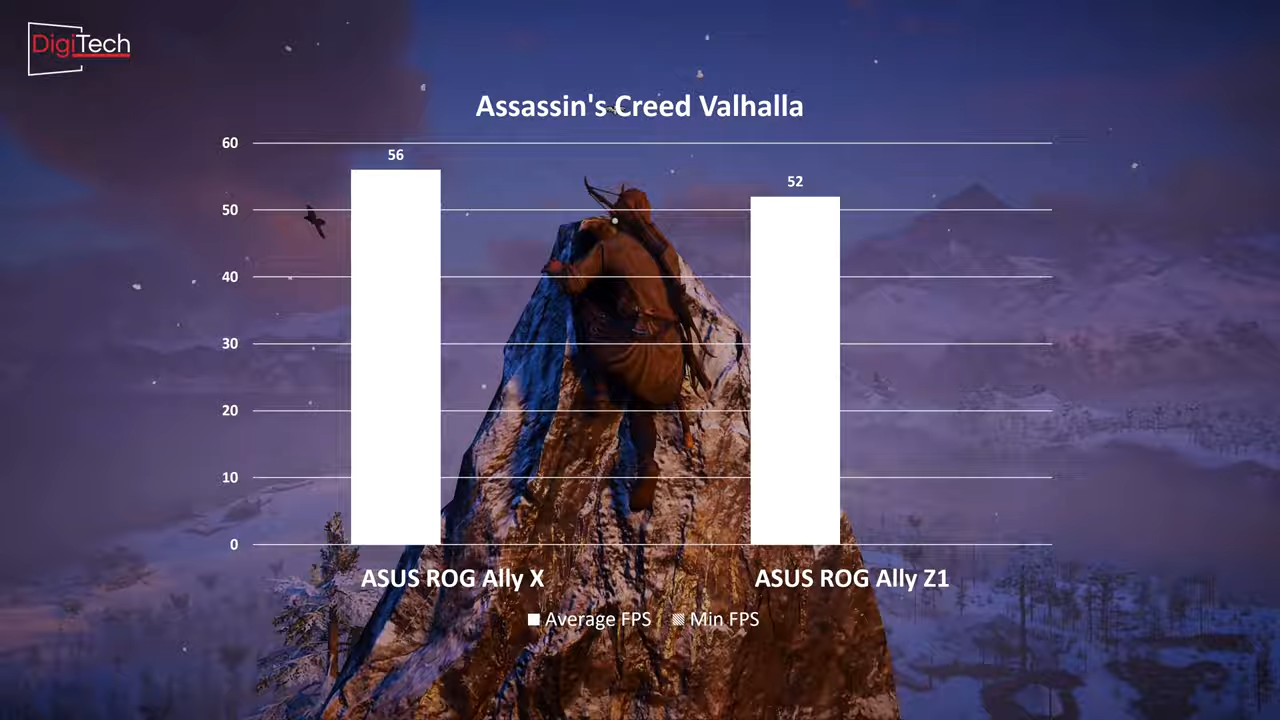 DigiTech
Assassin's Creed Valhalla
60
56
52
50
40
30
20
10
0
ASUS ROG Ally X
ASUS ROG Ally Z1
Average FPS
Min FPS